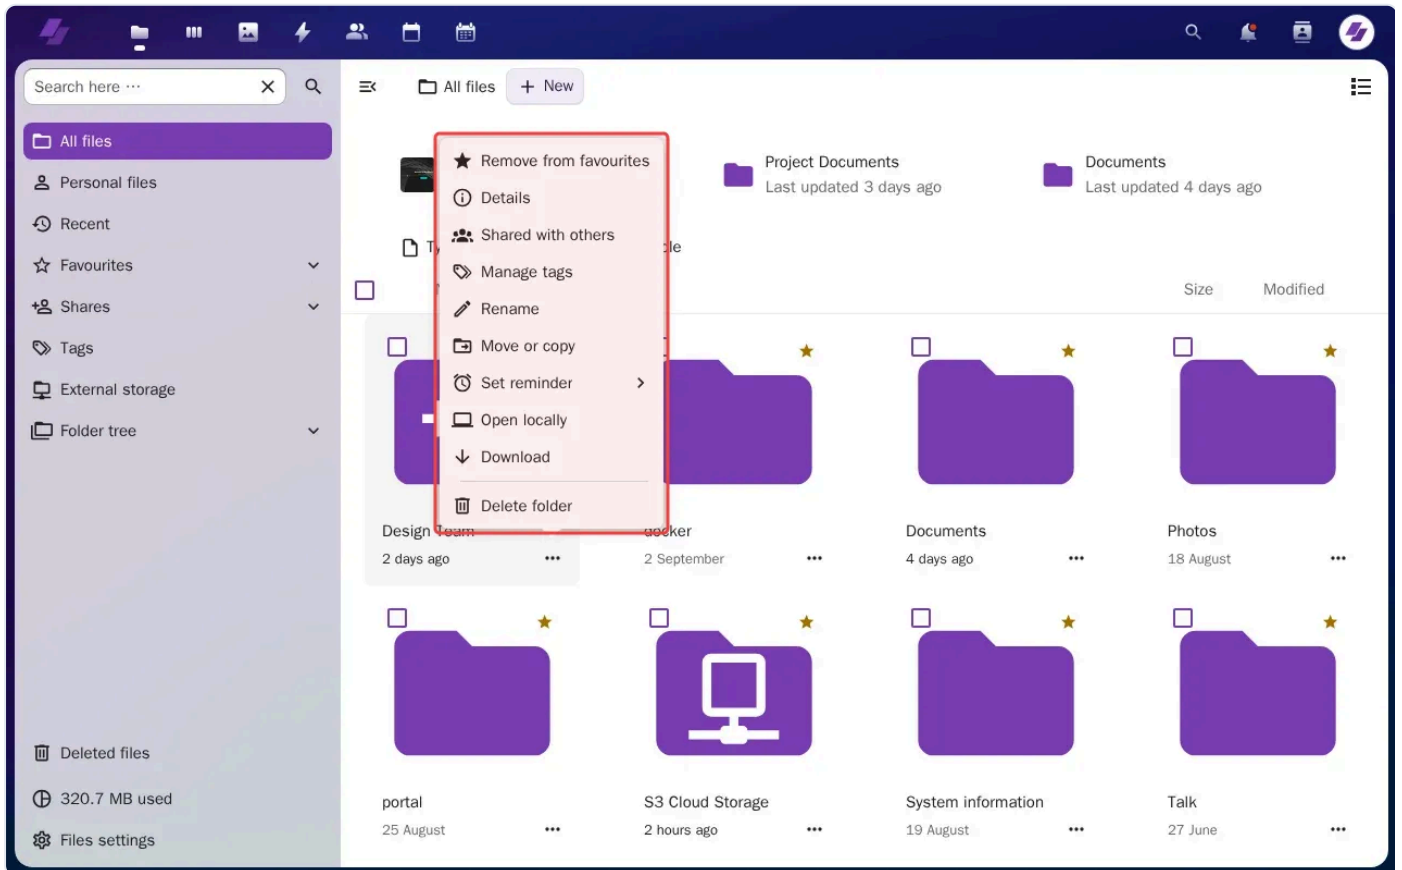 Search here ···
All files
New
All files
Personal files
Recent
Favourites
Shares
Tags
External storage
Folder tree
Deleted files
320.7 MB used
Files settings
Remove from favourites
Details
Shared with others
Manage tags
Rename
Move or copy
Set reminder
Open locally
Download
Delete folder
Project Documents
Last updated 3 days ago
Documents
Last updated 4 days ago
Size
Modified
Design Team
2 days ago
docker
2 September
Documents
4 days ago
Photos
18 August
portal
25 August
S3 Cloud Storage
2 hours ago
System information
19 August
Talk
27 June